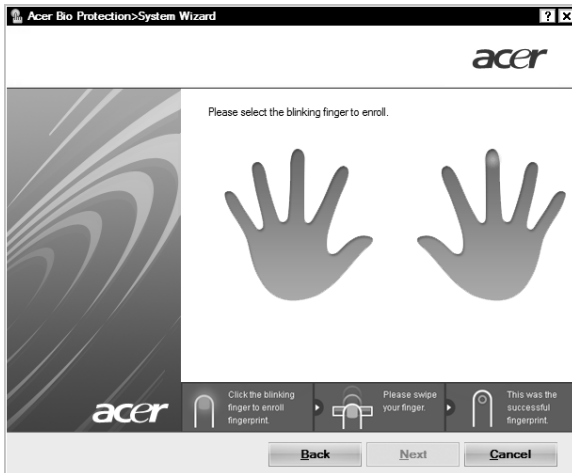 Acer Bio Protection>System Wizard
acer
Please select the blinking finger to enroll.
acer
Click the blinking
finger to enroll
fingerprint.
Please swipe
your finger.
This was the
successful
fingerprint.
Back
Next
Cancel